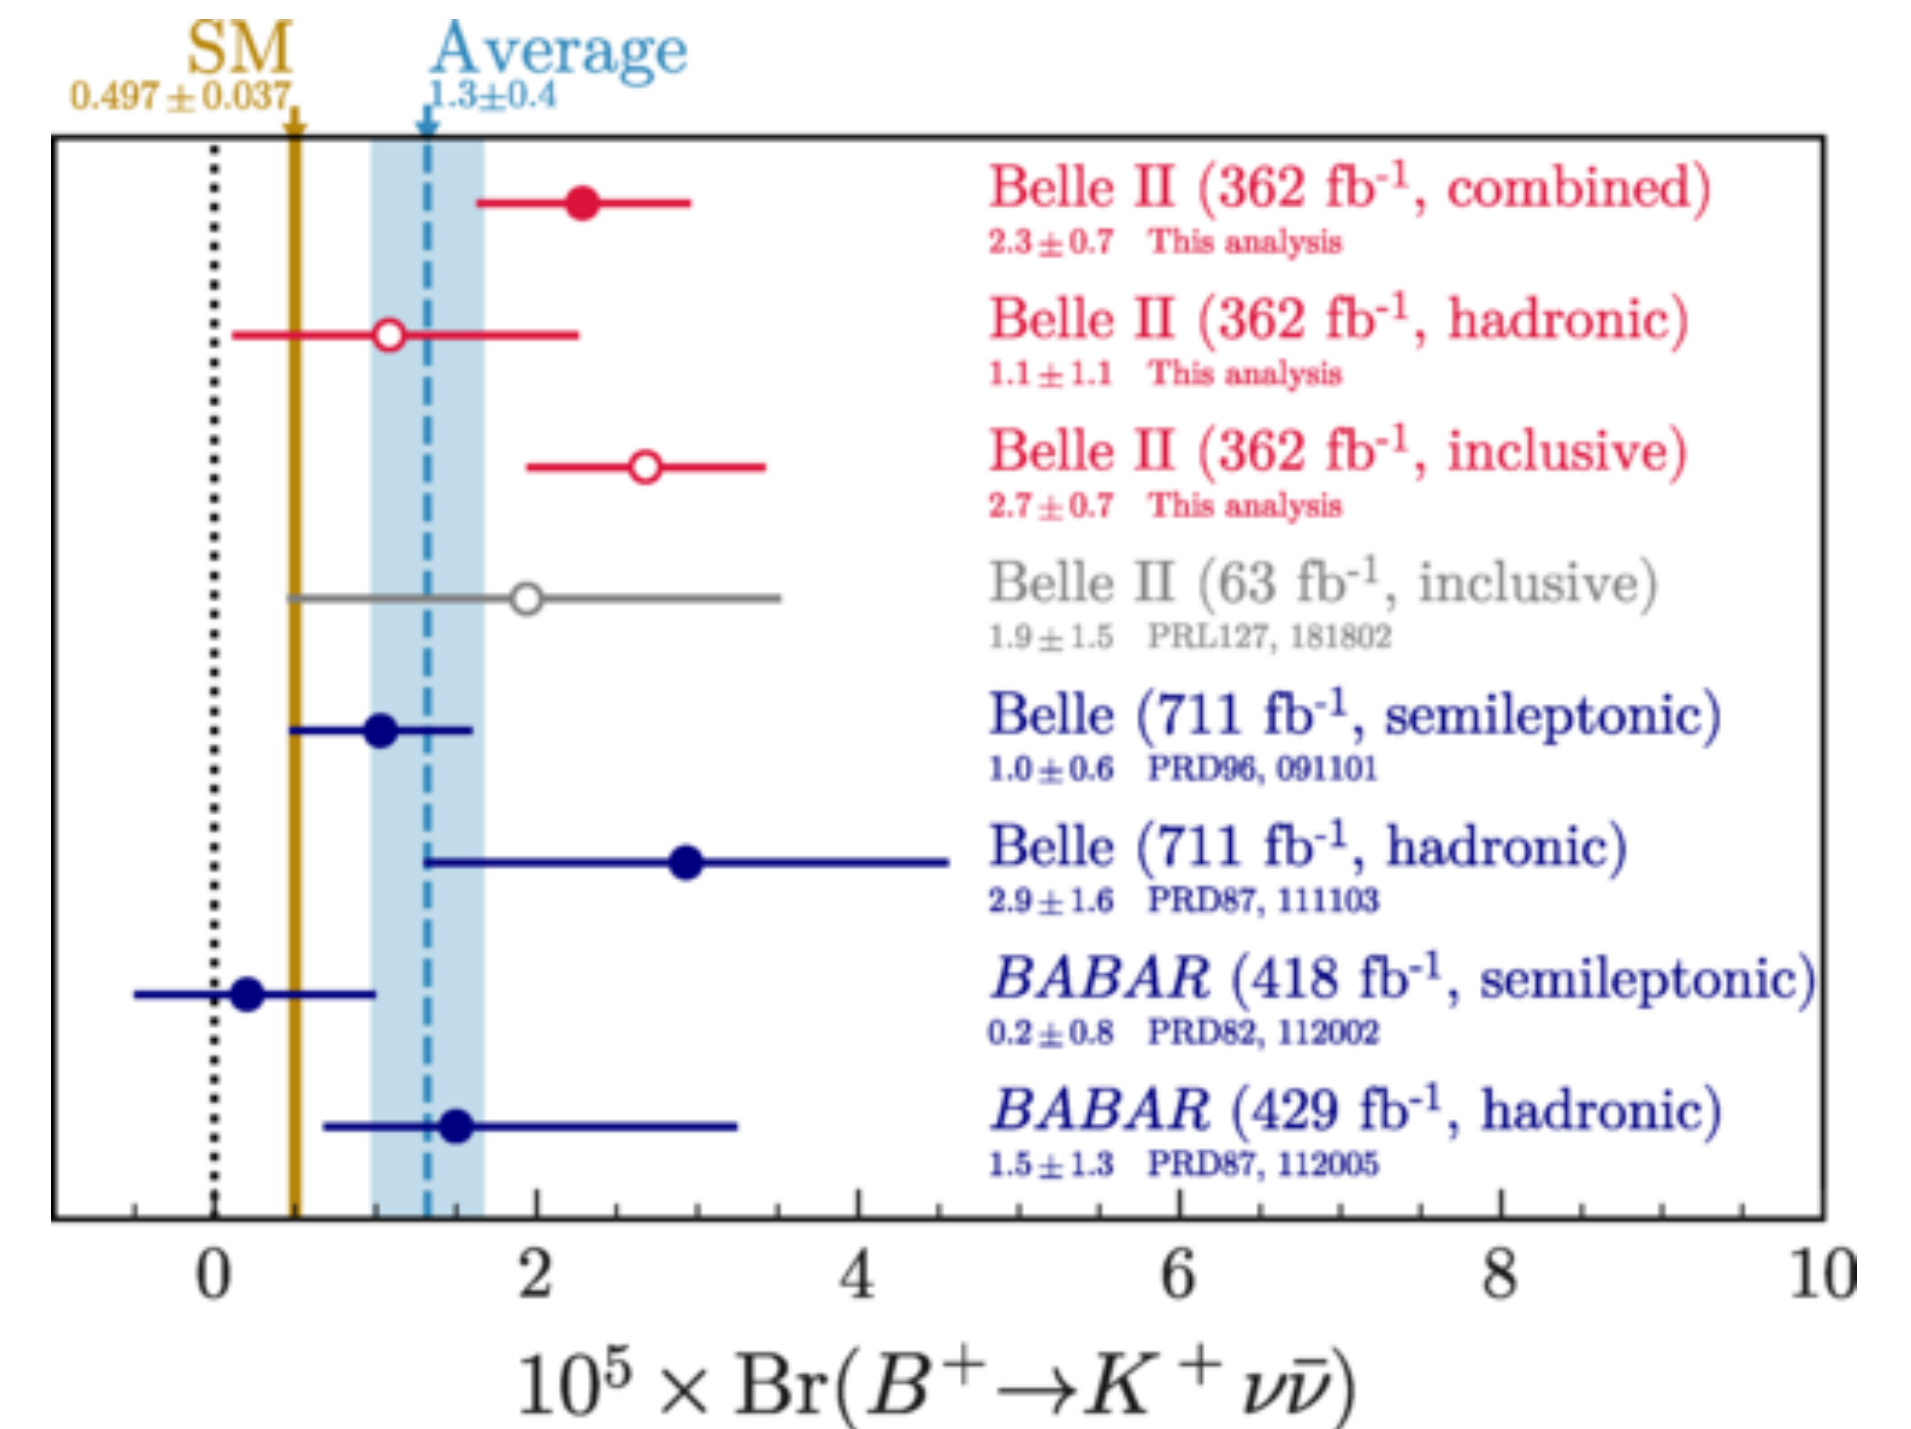 SM
0.497 ± 0.037
Average
1.3±0.4
Belle II (362 fb⁻¹, combined)
2.3 ± 0.7 This analysis
Belle II (362 fb⁻¹, hadronic)
1.1 ± 1.1 This analysis
Belle II (362 fb⁻¹, inclusive)
2.7 ± 0.7 This analysis
Belle II (63 fb⁻¹, inclusive)
1.9 ± 1.5 PRL127, 181802
Belle (711 fb⁻¹, semileptonic)
1.0 ± 0.6 PRD96, 091101
Belle (711 fb⁻¹, hadronic)
2.9 ± 1.6 PRD87, 111103
BABAR (418 fb⁻¹, semileptonic)
0.2 ± 0.8 PRD82, 112002
BABAR (429 fb⁻¹, hadronic)
1.5 ± 1.3 PRD87, 112005
0 2 4 6 8 10
10⁵ × Br(B⁺→K⁺νν̄)